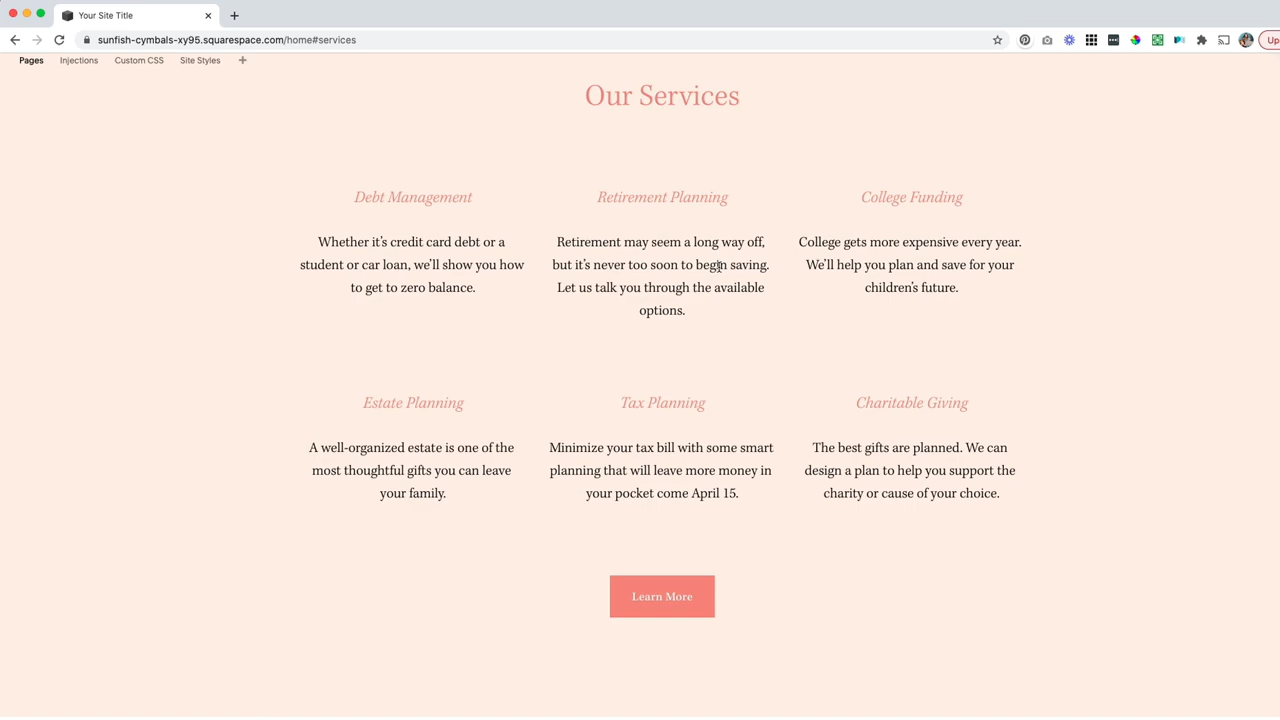 Your Site Title
sunfish-cymbals-xy95.squarespace.com/home#services
Up
Pages
Injections
Custom CSS
Site Styles
Our Services
Debt Management
Whether it's credit card debt or a
student or car loan, we'll show you how
to get to zero balance.
Retirement Planning
Retirement may seem a long way off,
but it's never too soon to begin saving.
Let us talk you through the available
options.
College Funding
College gets more expensive every year.
We'll help you plan and save for your
children's future.
Estate Planning
A well-organized estate is one of the
most thoughtful gifts you can leave
your family.
Tax Planning
Minimize your tax bill with some smart
planning that will leave more money in
your pocket come April 15.
Charitable Giving
The best gifts are planned. We can
design a plan to help you support the
charity or cause of your choice.
Learn More